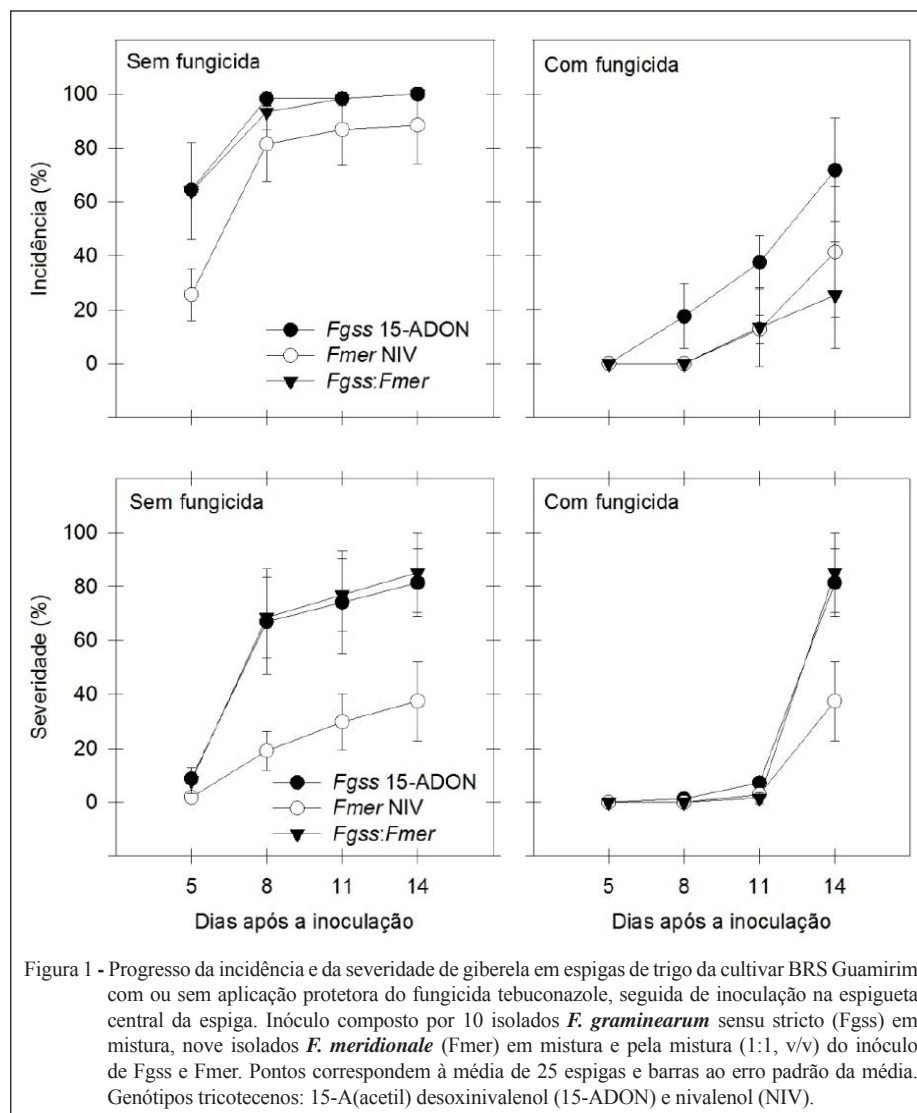 Sem fungicida
Com fungicida
100
80
60
40
20
0
Incidência (%)
Fgss 15-ADON
Fmer NIV
Fgss:Fmer
Sem fungicida
Com fungicida
100
80
60
40
20
0
Severidade (%)
Fgss 15-ADON
Fmer NIV
Fgss:Fmer
5 8 11 14
5 8 11 14
Dias após a inoculação
Dias após a inoculação
Figura 1 - Progresso da incidência e da severidade de giberela em espigas de trigo da cultivar BRS Guamirim
com ou sem aplicação protetora do fungicida tebuconazole, seguida de inoculação na espigueta
central da espiga. Inóculo composto por 10 isolados F. graminearum sensu stricto (Fgss) em
mistura, nove isolados F. meridionale (Fmer) em mistura e pela mistura (1:1, v/v) do inóculo
de Fgss e Fmer. Pontos correspondem à média de 25 espigas e barras ao erro padrão da média.
Genótipos tricotecenos: 15-A(acetil) desoxinivalenol (15-ADON) e nivalenol (NIV).